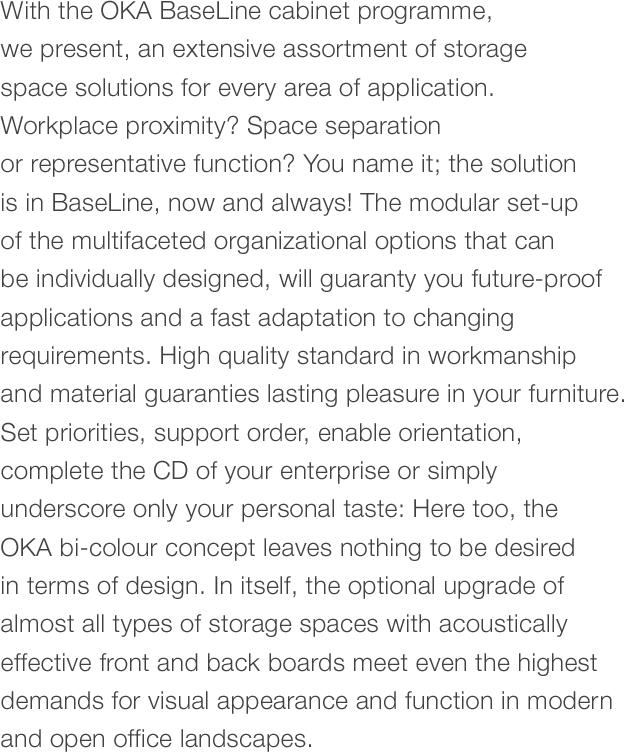 With the OKA BaseLine cabinet programme,
we present, an extensive assortment of storage
space solutions for every area of application.
Workplace proximity? Space separation
or representative function? You name it; the solution
is in BaseLine, now and always! The modular set-up
of the multifaceted organizational options that can
be individually designed, will guaranty you future-proof
applications and a fast adaptation to changing
requirements. High quality standard in workmanship
and material guaranties lasting pleasure in your furniture.
Set priorities, support order, enable orientation,
complete the CD of your enterprise or simply
underscore only your personal taste: Here too, the
OKA bi-colour concept leaves nothing to be desired
in terms of design. In itself, the optional upgrade of
almost all types of storage spaces with acoustically
effective front and back boards meet even the highest
demands for visual appearance and function in modern
and open office landscapes.